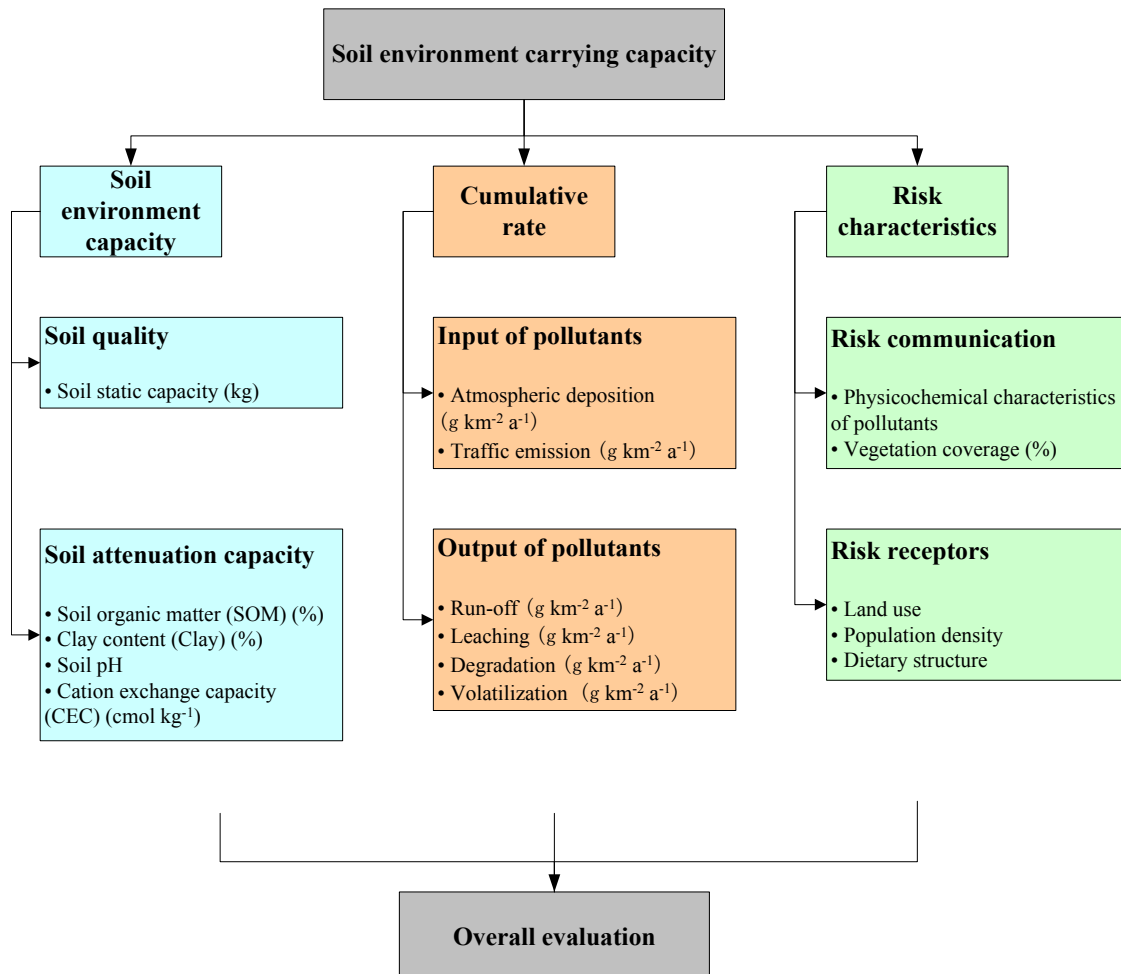 Soil environment carrying capacity
Soil
environment
capacity
Cumulative
rate
Risk
characteristics
Soil quality
• Soil static capacity (kg)
Input of pollutants
• Atmospheric deposition
(g km⁻² a⁻¹)
• Traffic emission (g km⁻² a⁻¹)
Risk communication
• Physicochemical characteristics
of pollutants
• Vegetation coverage (%)
Soil attenuation capacity
• Soil organic matter (SOM) (%)
• Clay content (Clay) (%)
• Soil pH
• Cation exchange capacity
(CEC) (cmol kg⁻¹)
Output of pollutants
• Run-off (g km⁻² a⁻¹)
• Leaching (g km⁻² a⁻¹)
• Degradation (g km⁻² a⁻¹)
• Volatilization (g km⁻² a⁻¹)
Risk receptors
• Land use
• Population density
• Dietary structure
Overall evaluation